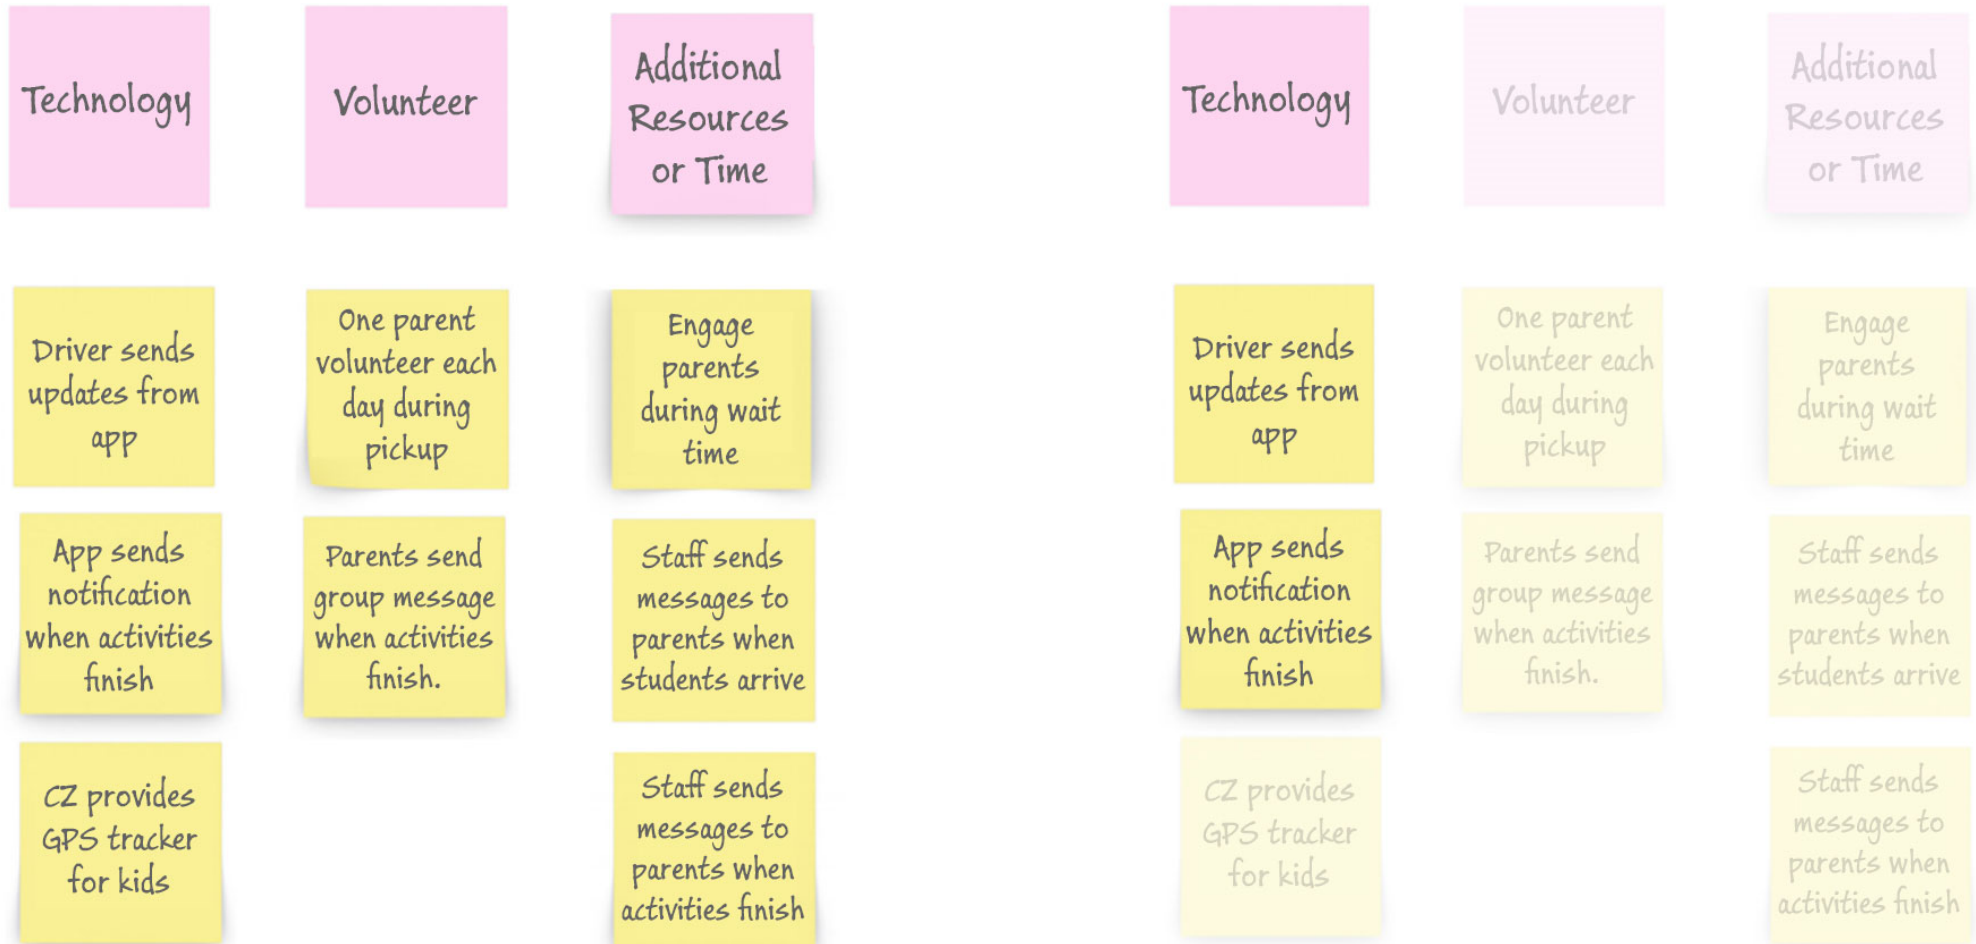 Technology
Volunteer
Additional
Resources
or Time
Driver sends
updates from
app
One parent
volunteer each
day during
pickup
Engage
parents
during wait
time
App sends
notification
when activities
finish
Parents send
group message
when activities
finish.
Staff sends
messages to
parents when
students arrive
CZ provides
GPS tracker
for kids
Staff sends
messages to
parents when
activities finish
Technology
Volunteer
Additional
Resources
or Time
Driver sends
updates from
app
One parent
volunteer each
day during
pickup
Engage
parents
during wait
time
App sends
notification
when activities
finish
Parents send
group message
when activities
finish.
Staff sends
messages to
parents when
students arrive
CZ provides
GPS tracker
for kids
Staff sends
messages to
parents when
activities finish